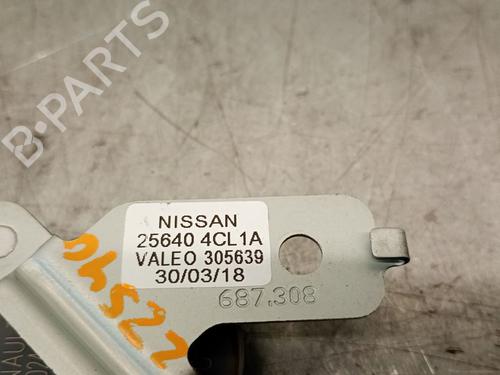 B-PARTS
NISSAN
25640 4CL1A
VALEO 305639
30/03/18
687.308